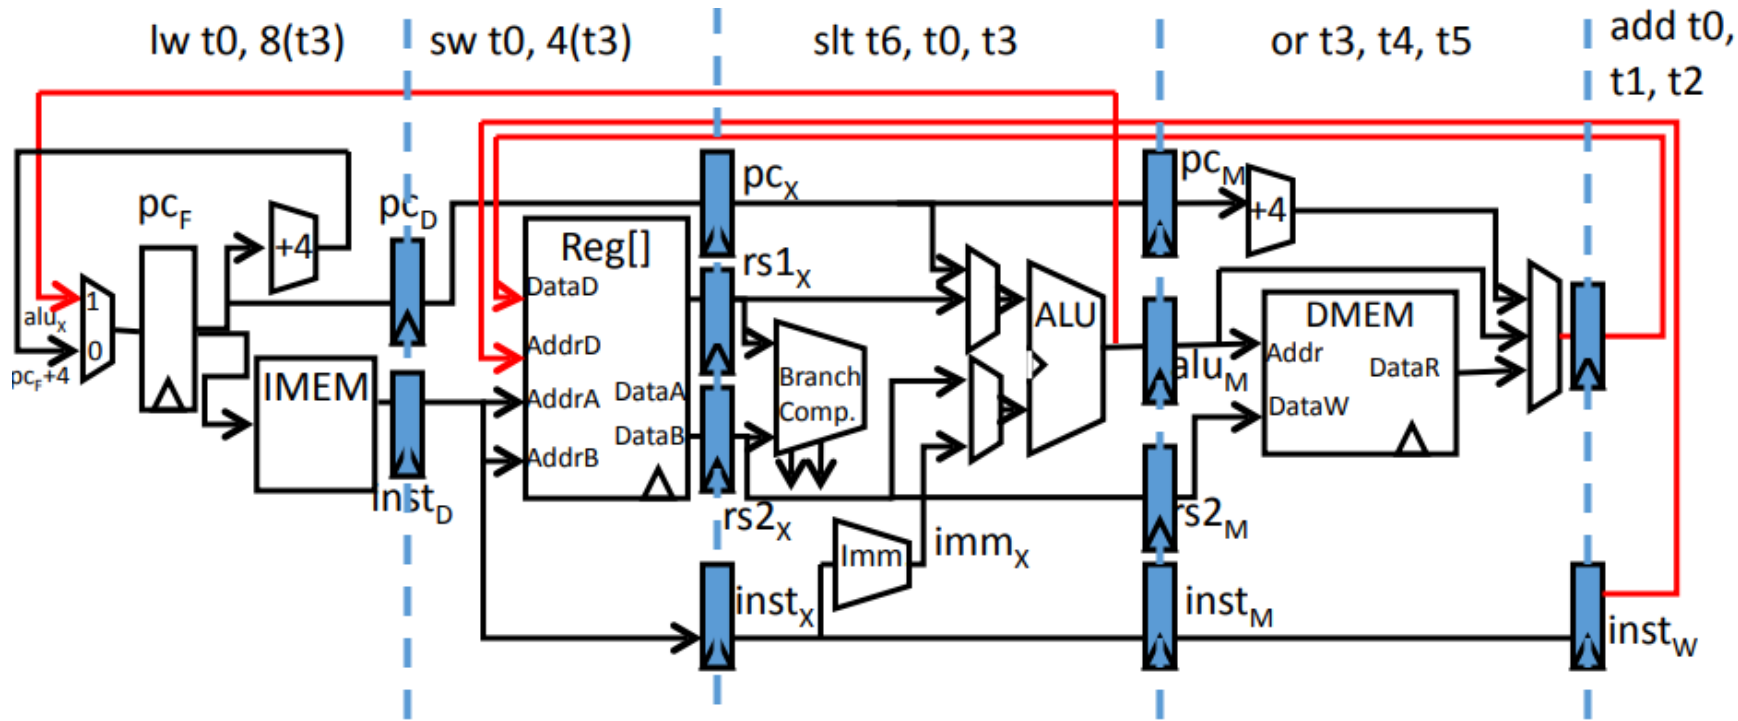 lw t0, 8(t3)
sw t0, 4(t3)
slt t6, t0, t3
or t3, t4, t5
add t0,
t1, t2
pcF
pcD
pcX
pcM
+4
+4
Reg[]
rs1X
DataD
1
aluX
0
pcF+4
ALU
DMEM
AddrD
Addr
aluM
DataR
IMEM
Branch
Comp.
AddrA
DataA
DataW
DataB
AddrB
instD
rs2X
rs2M
Imm
immX
instX
instM
instW